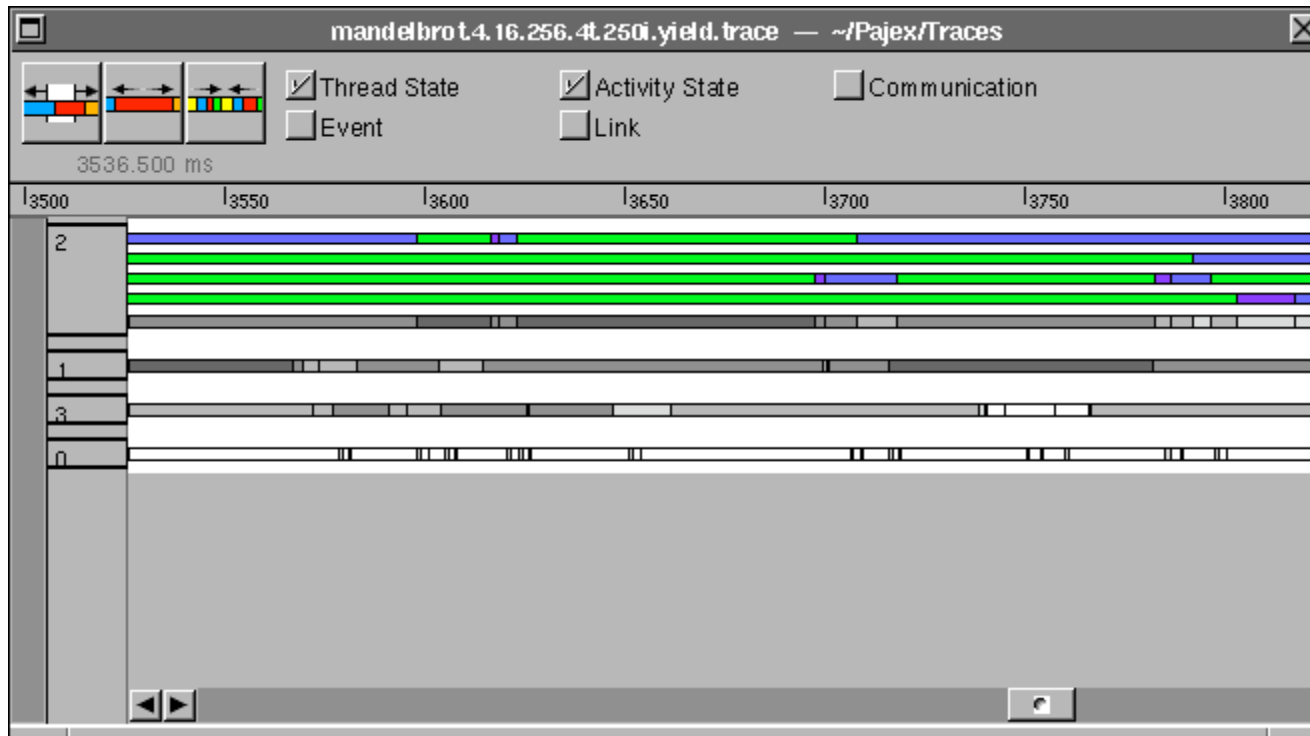 mandelbrot.4.16.256.4t.250i.yield.trace — ~/Pajex/Traces
Thread State Activity State Communication
Event Link
3536.500 ms
3500 3550 3600 3650 3700 3750 3800
2
1
3
0